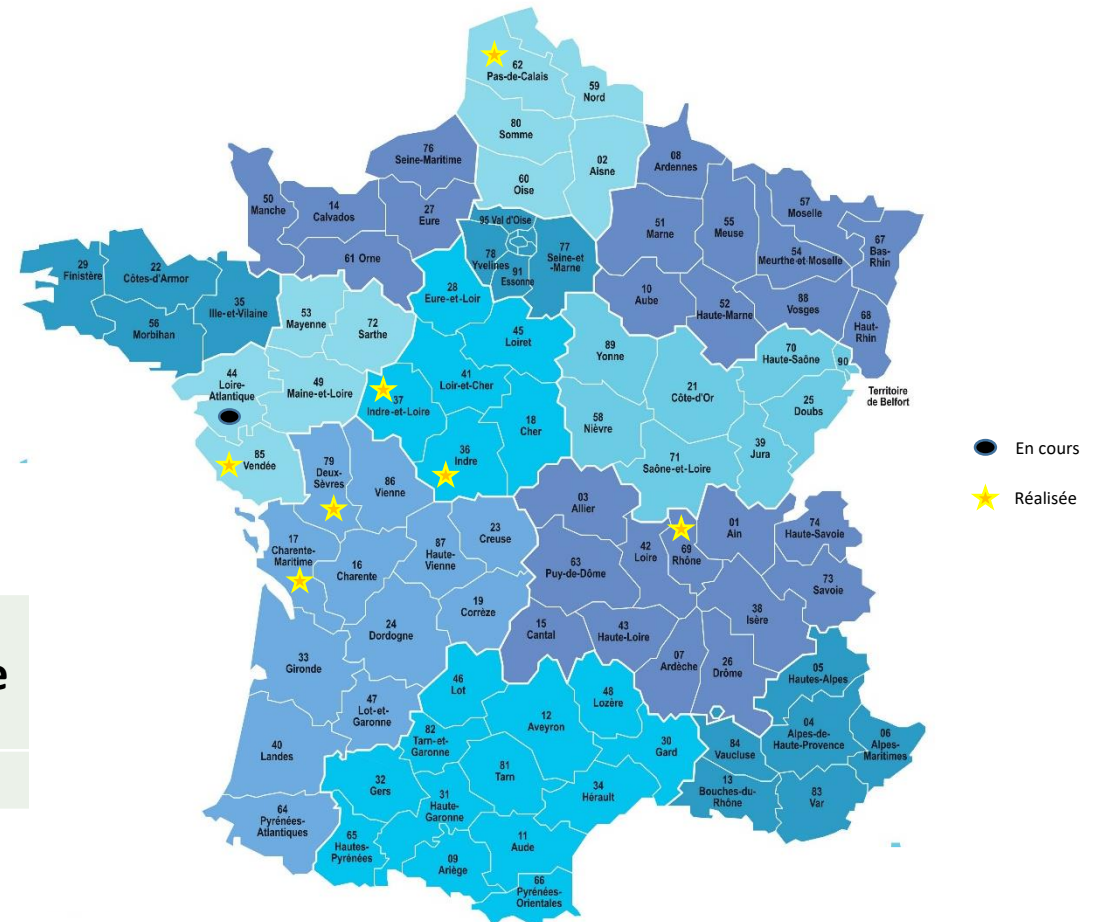 62
Pas-de-Calais
59
Nord
80
Somme
02
Aisne
60
Oise
76
Seine-Maritime
08
Ardennes
50
Manche
14
Calvados
27
Eure
61 Orne
95 Val d'Oise
78
Yvelines
91
Essonne
77
Seine-et
-Marne
51
Marne
55
Meuse
57
Moselle
54
Meurthe-et-Moselle
67
Bas-
Rhin
10
Aube
52
Haute-Marne
88
Vosges
68
Haut-
Rhin
29
Finistère
22
Côtes-d'Armor
35
Ille-et-Vilaine
56
Morbihan
53
Mayenne
72
Sarthe
28
Eure-et-Loir
45
Loiret
89
Yonne
70
Haute-Saône
90
Territoire
de Belfort
44
Loire-
Atlantique
49
Maine-et-Loire
41
Loir-et-Cher
37
Indre-et-Loire
18
Cher
58
Nièvre
21
Côte-d'Or
25
Doubs
39
Jura
85
Vendée
79
Deux-
Sèvres
86
Vienne
36
Indre
71
Saône-et-Loire
En cours
Réalisée
03
Allier
23
Creuse
87
Haute-
Vienne
17
Charente-
Maritime
16
Charente
63
Puy-de-Dôme
42
Loire
69
Rhône
01
Ain
74
Haute-Savoie
73
Savoie
19
Corrèze
24
Dordogne
15
Cantal
43
Haute-Loire
38
Isère
07
Ardèche
26
Drôme
05
Hautes-Alpes
e
33
Gironde
47
Lot-et-
Garonne
46
Lot
12
Aveyron
48
Lozère
30
Gard
84
Vaucluse
04
Alpes-de-
Haute-Provence
06
Alpes-
Maritimes
40
Landes
82
Tarn-et-
Garonne
81
Tarn
32
Gers
31
Haute-
Garonne
34
Hérault
13
Bouches-du-
Rhône
83
Var
64
Pyrénées-
Atlantiques
65
Hautes-
Pyrénées
09
Ariège
11
Aude
66
Pyrénées-
Orientales